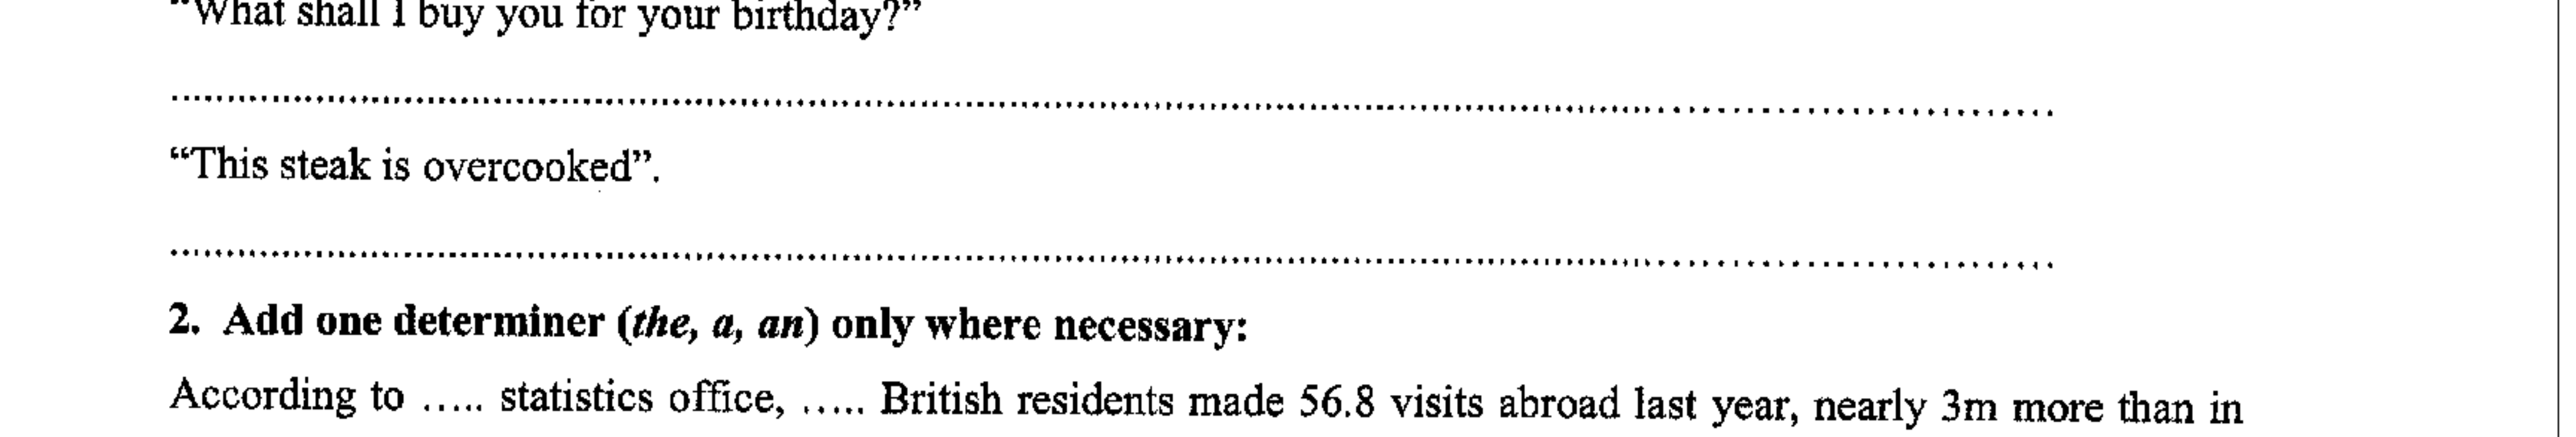 "What shall I buy you for your birthday?"
........................................................................................................................
"This steak is overcooked".
........................................................................................................................
2. Add one determiner (the, a, an) only where necessary:
According to ..... statistics office, ..... British residents made 56.8 visits abroad last year, nearly 3m more than in